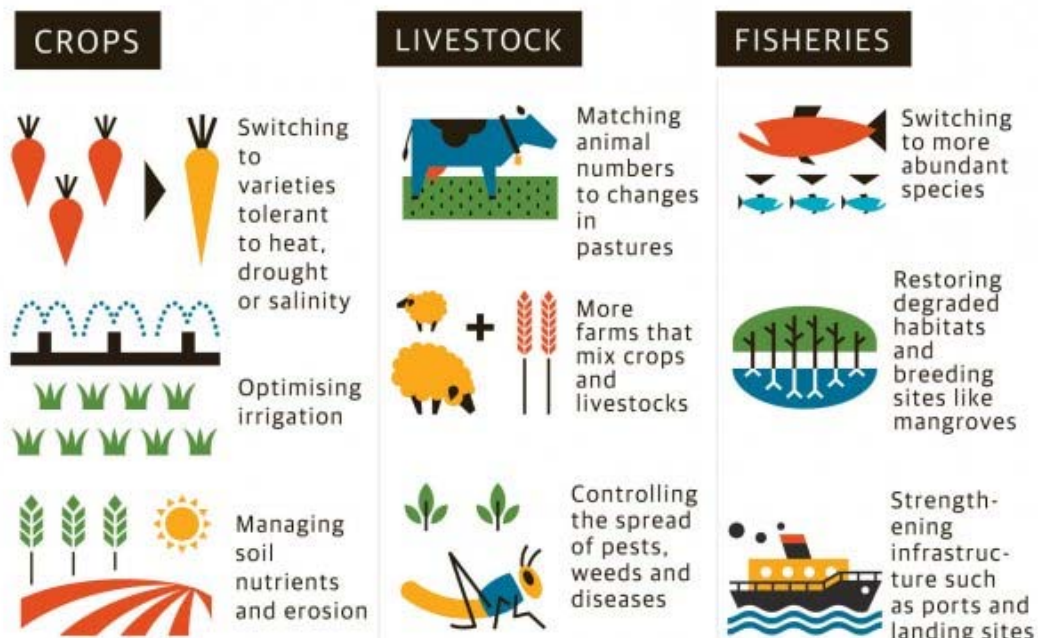 CROPS
Switching
to
varieties
tolerant
to heat,
drought
or salinity
Optimising
irrigation
Managing
soil
nutrients
and erosion
LIVESTOCK
Matching
animal
numbers
to changes
in
pastures
More
farms that
mix crops
and
livestocks
Controlling
the spread
of pests,
weeds and
diseases
FISHERIES
Switching
to more
abundant
species
Restoring
degraded
habitats
and
breeding
sites like
mangroves
Strength-
ening
infrastruc-
ture such
as ports and
landing sites